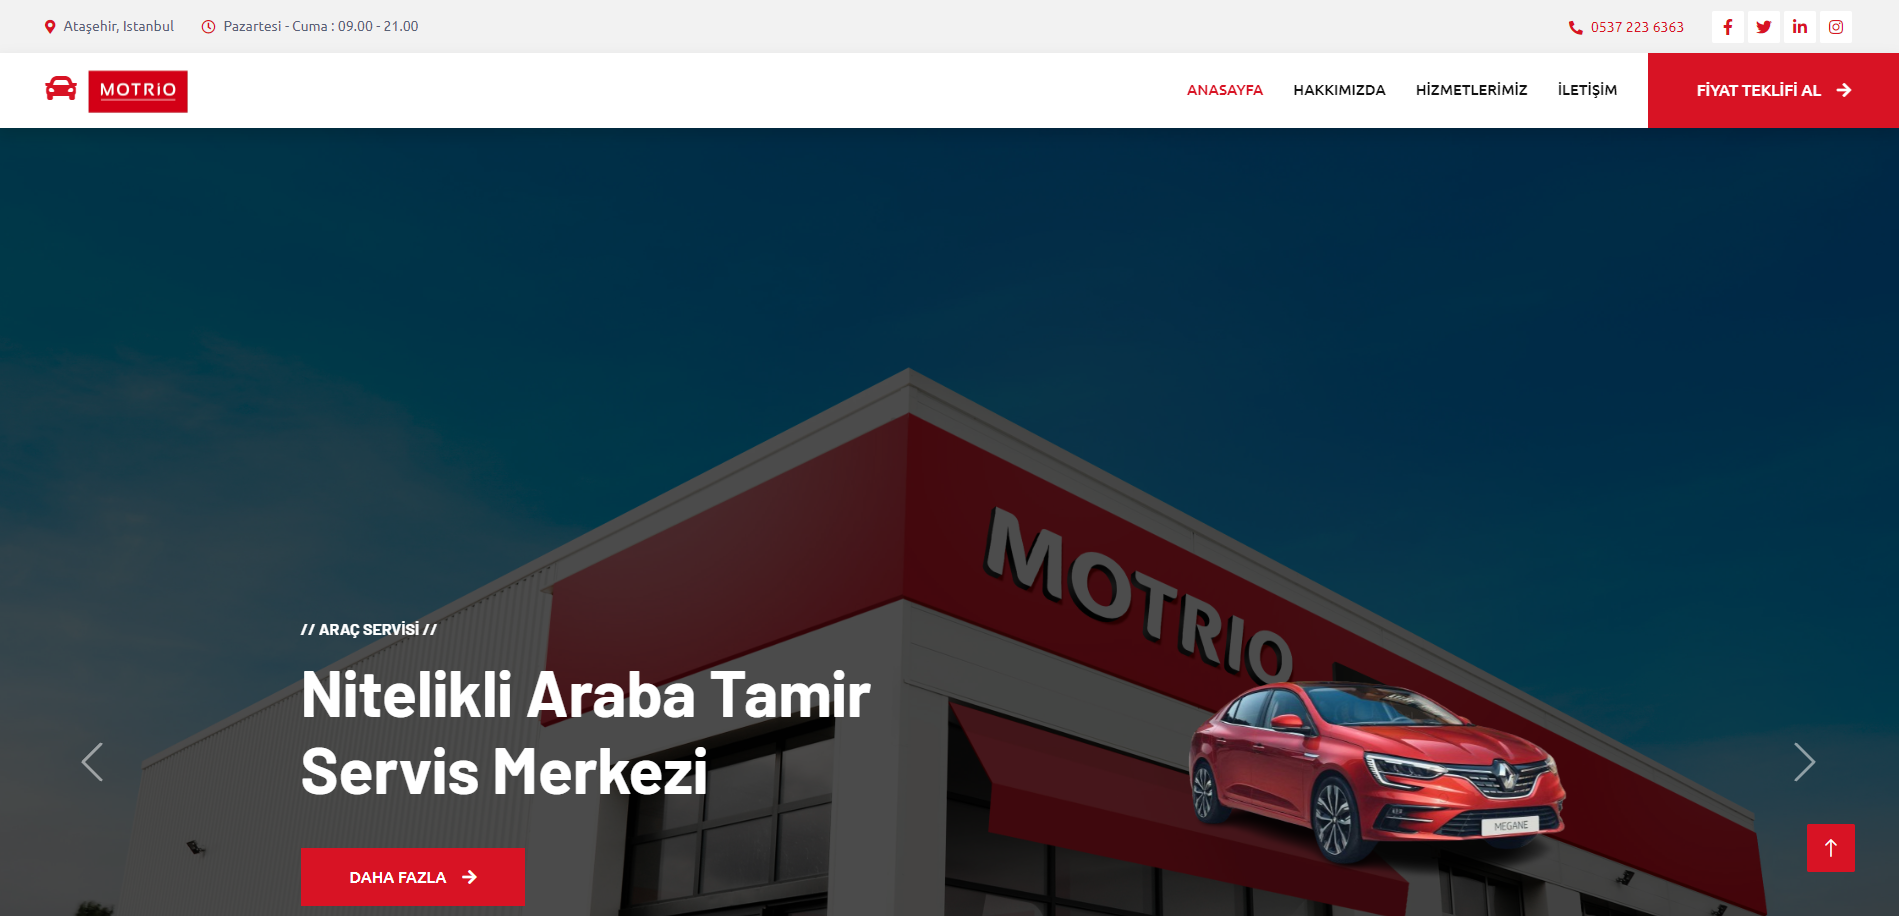 Ataşehir, Istanbul
Pazartesi - Cuma : 09.00 - 21.00
0537 223 6363
MOTRiO
ANASAYFA
HAKKIMIZDA
HİZMETLERİMİZ
İLETİŞİM
FİYAT TEKLİFİ AL
MOTRIO
// ARAÇ SERVİSİ //
Nitelikli Araba Tamir
Servis Merkezi
MEGANE
DAHA FAZLA